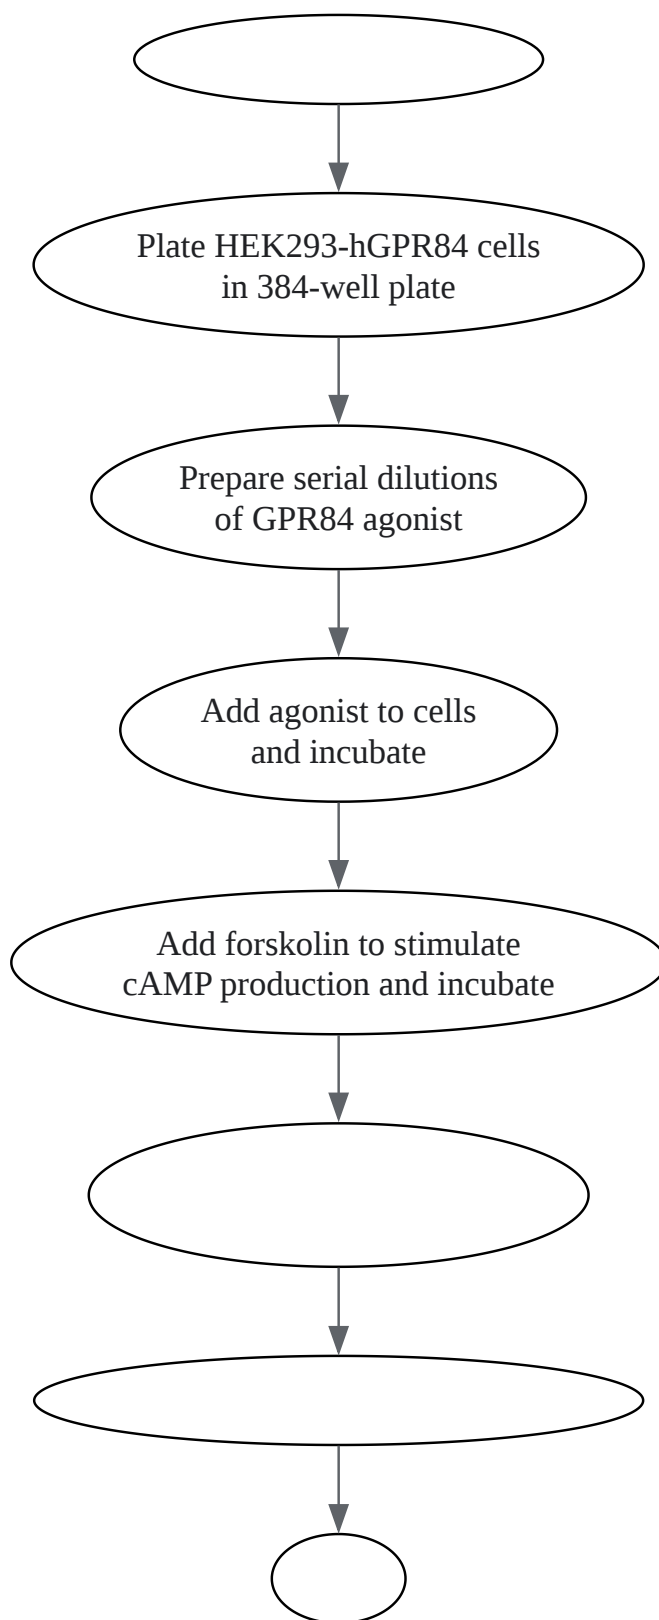 Plate HEK293-hGPR84 cells
in 384-well plate
Prepare serial dilutions
of GPR84 agonist
Add agonist to cells
and incubate
Add forskolin to stimulate
cAMP production and incubate